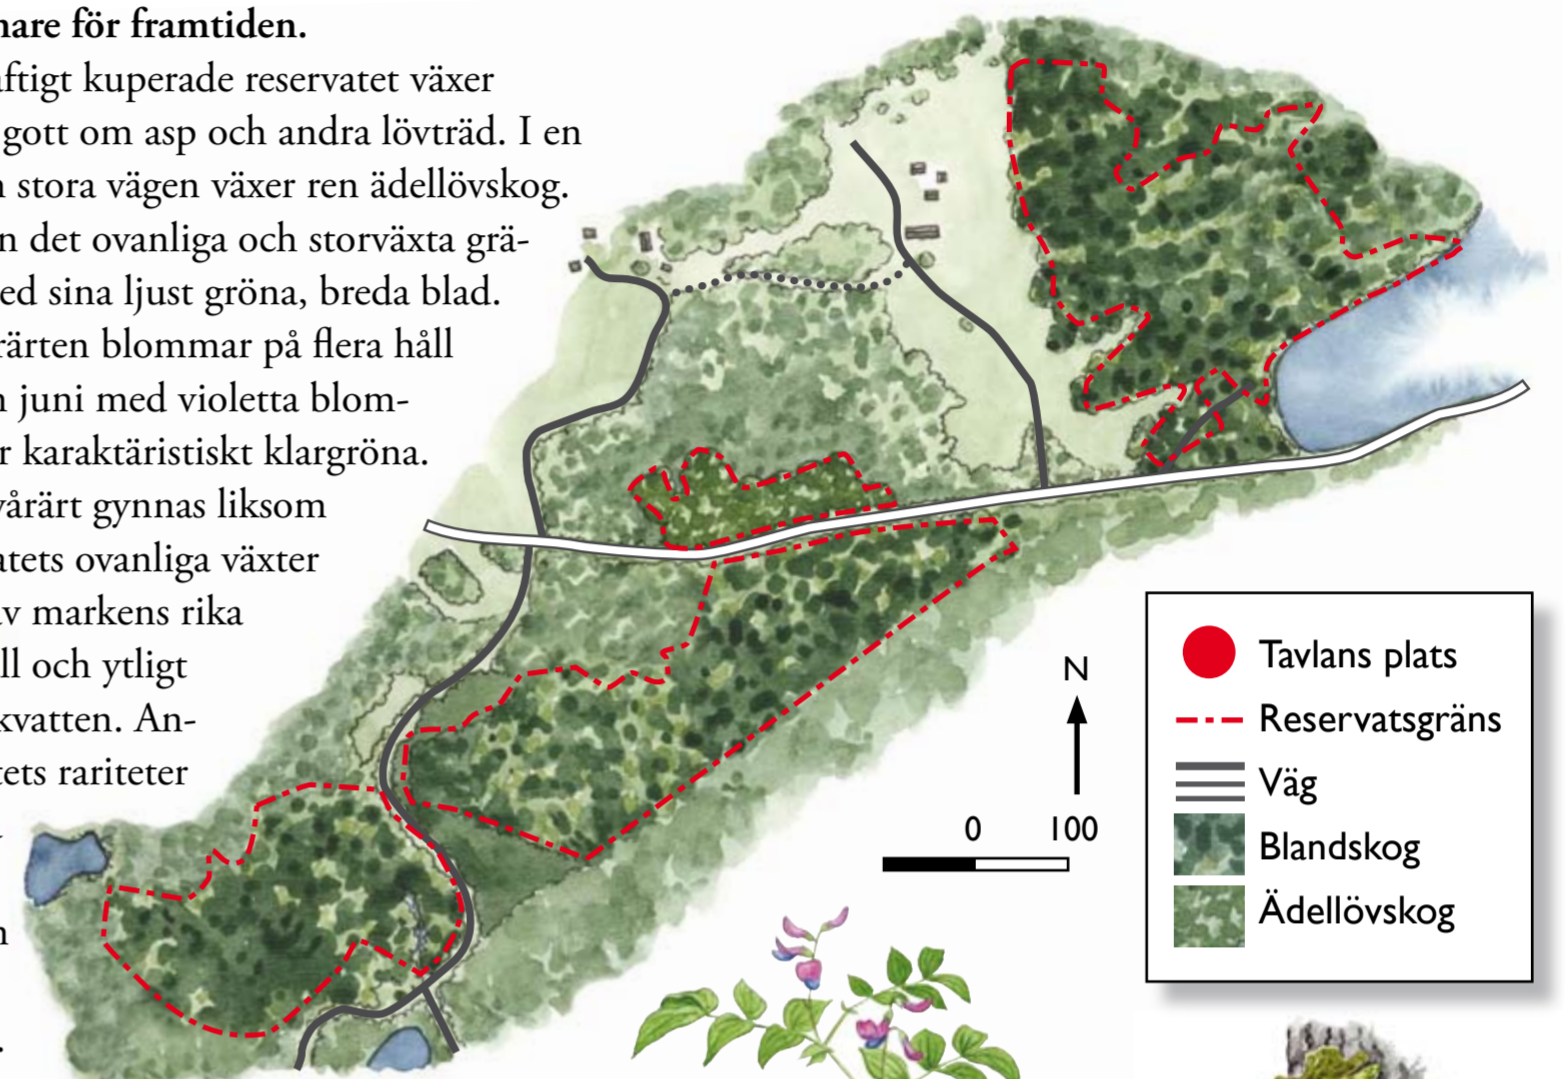 nare för framtiden.
aftigt kuperade reservatet växer
gott om asp och andra lövträd. I en
n stora vägen växer ren ädellövskog.
n det ovanliga och storväxta grä-
ed sina ljust gröna, breda blad.
rärten blommar på flera håll
n juni med violetta blom-
r karaktäristiskt klargröna.
vårärt gynnas liksom
atets ovanliga växter
av markens rika
ll och ytligt
kvatten. An-
tets rariteter
n
.
N
0 100
Tavlans plats
Reservatsgräns
Väg
Blandskog
Ädellövskog